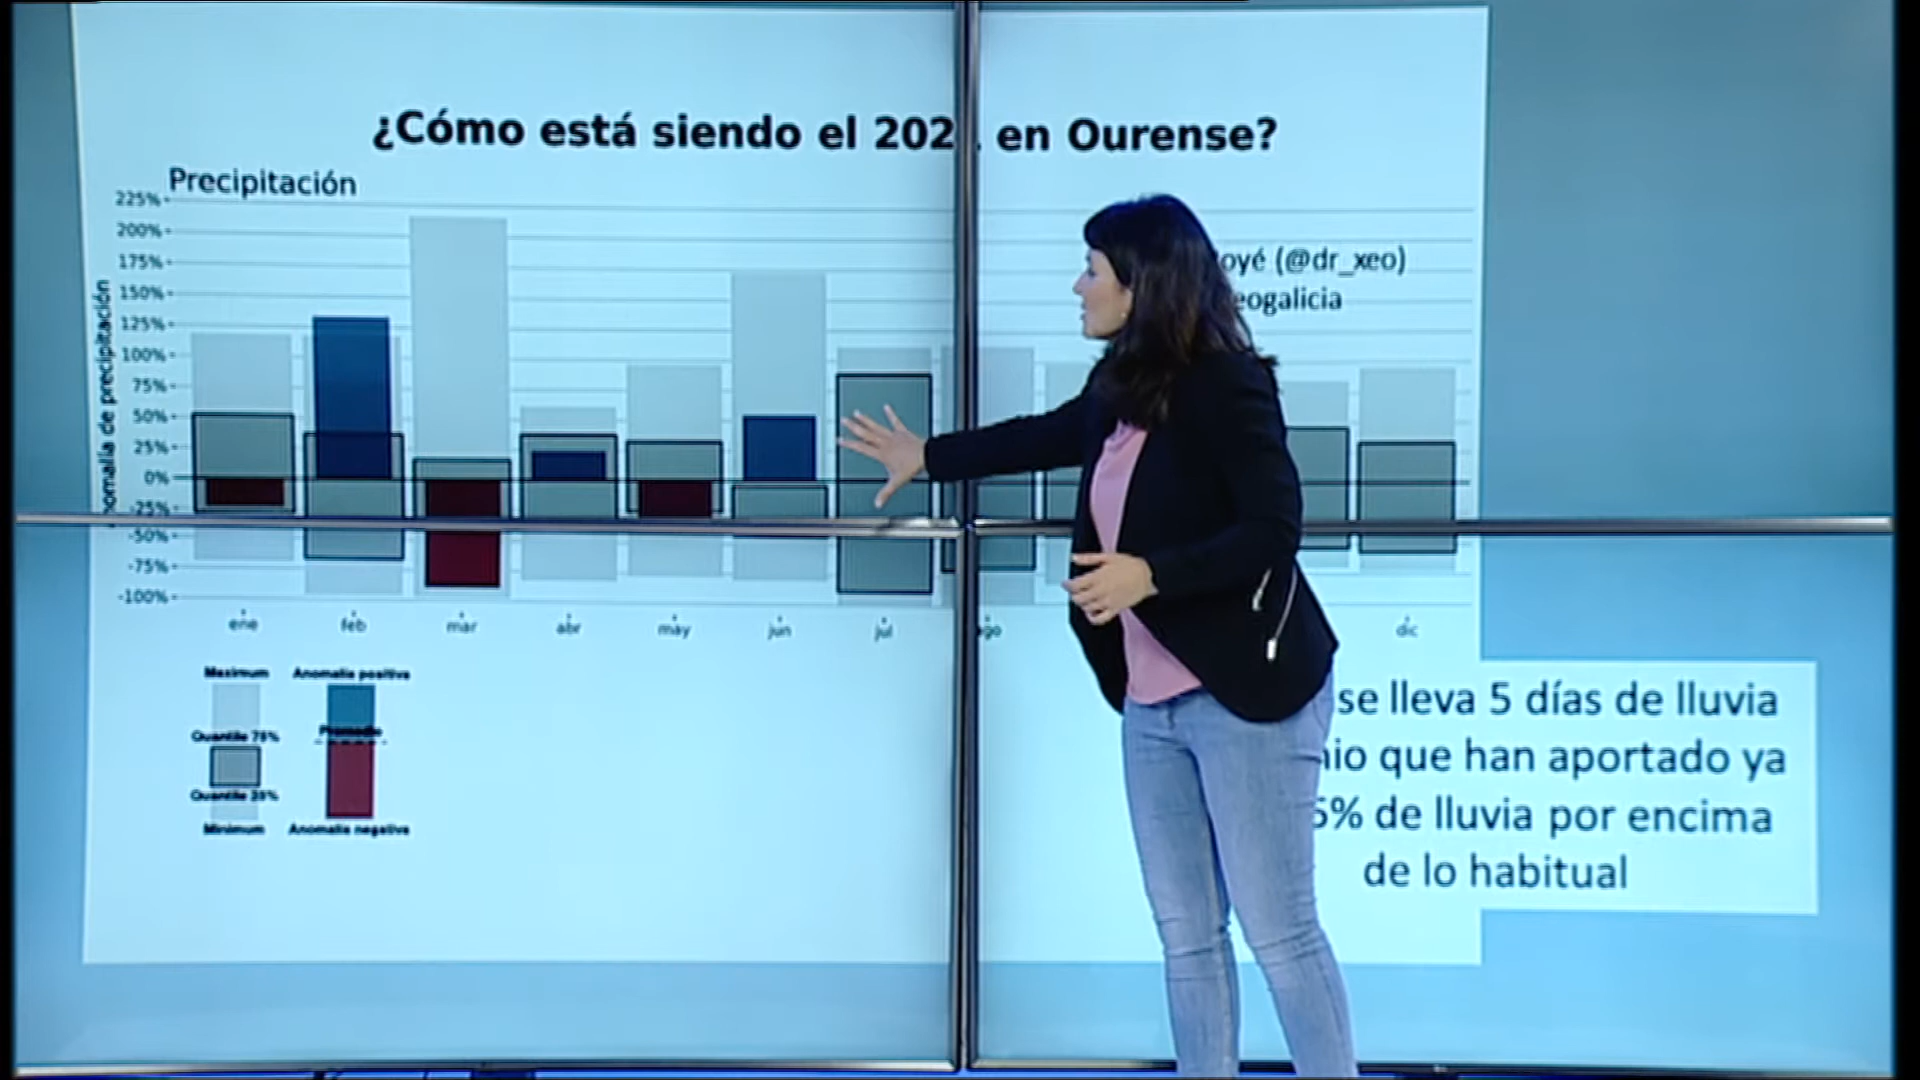 ¿Cómo está siendo el 202 en Ourense?
Precipitación
oyé (@dr_xeo)
eogalicia
nomalía de precipitación
225%
200%
175%
150%
125%
100%
75%
50%
25%
0%
-25%
-50%
-75%
-100%
ene feb mar abr may jun jul ago dic
Maximum Anomalía positiva
Quantile 75% Promedio
Quantile 25%
Minimum Anomalía negativa
se lleva 5 días de lluvia
nio que han aportado ya
6% de lluvia por encima
de lo habitual